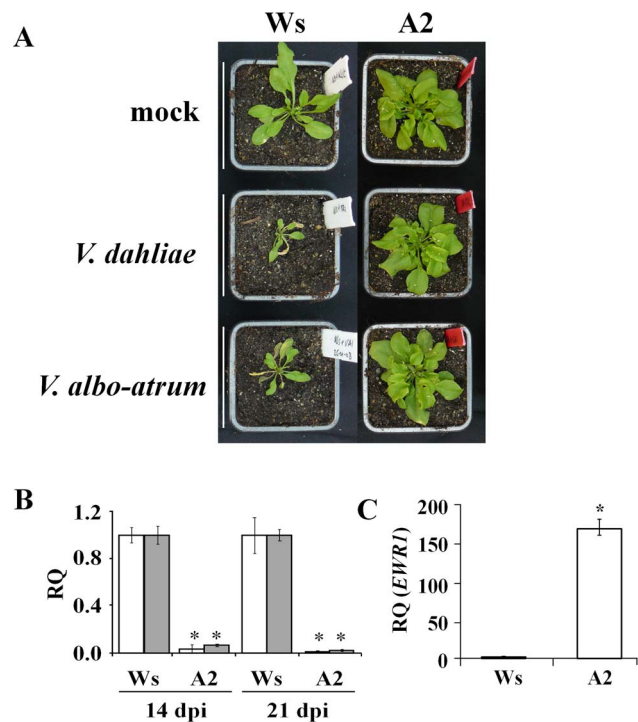 Ws A2
A
mock
V. dahliae
V. albo-atrum
B
1.2
0.8
RQ
0.4
0.0
* * * *
Ws A2 Ws A2
14 dpi 21 dpi
C
200
150
RQ (EWR1)
100
50
0
*
Ws A2